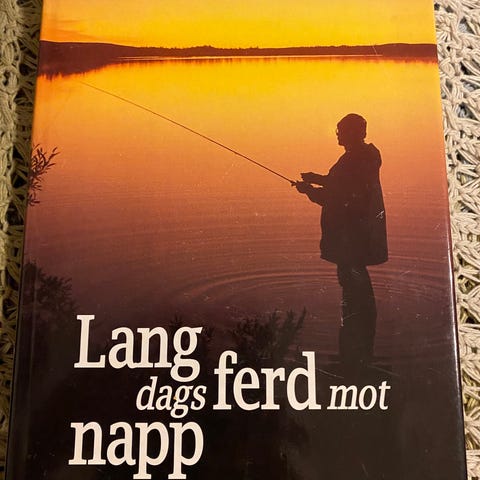 Lang
dags ferd mot
napp